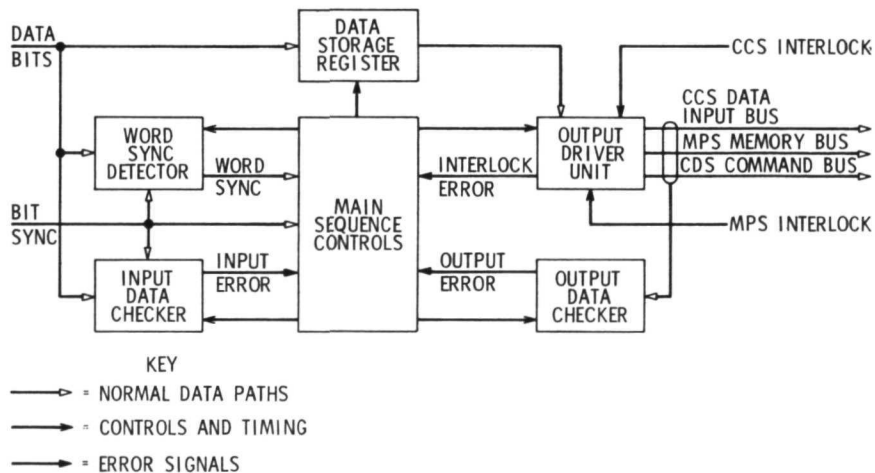 DATA
BITS
DATA
STORAGE
REGISTER
CCS INTERLOCK
CCS DATA
INPUT BUS
MPS MEMORY BUS
CDS COMMAND BUS
WORD
SYNC
DETECTOR
WORD
SYNC
MAIN
SEQUENCE
CONTROLS
INTERLOCK
ERROR
OUTPUT
DRIVER
UNIT
BIT
SYNC
MPS INTERLOCK
INPUT
DATA
CHECKER
INPUT
ERROR
OUTPUT
ERROR
OUTPUT
DATA
CHECKER
KEY
= NORMAL DATA PATHS
= CONTROLS AND TIMING
= ERROR SIGNALS